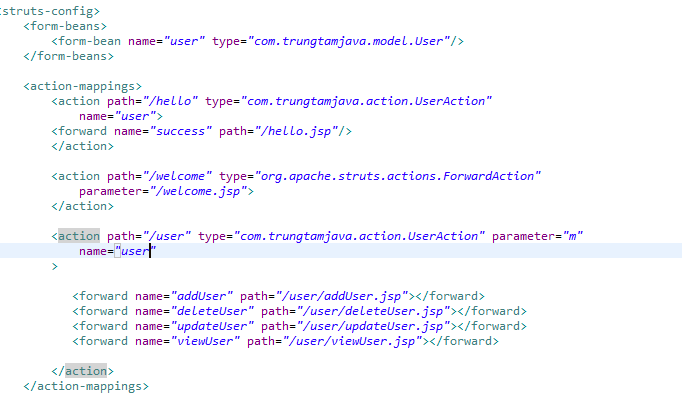 <struts-config>
<form-beans>
<form-bean name="user" type="com.trungtamjava.model.User"/>
</form-beans>
<action-mappings>
<action path="/hello" type="com.trungtamjava.action.UserAction"
name="user">
<forward name="success" path="/hello.jsp"/>
</action>
<action path="/welcome" type="org.apache.struts.actions.ForwardAction"
parameter="/welcome.jsp">
</action>
<action path="/user" type="com.trungtamjava.action.UserAction" parameter="m"
name="user"
>
<forward name="addUser" path="/user/addUser.jsp"></forward>
<forward name="deleteUser" path="/user/deleteUser.jsp"></forward>
<forward name="updateUser" path="/user/updateUser.jsp"></forward>
<forward name="viewUser" path="/user/viewUser.jsp"></forward>
</action>
</action-mappings>